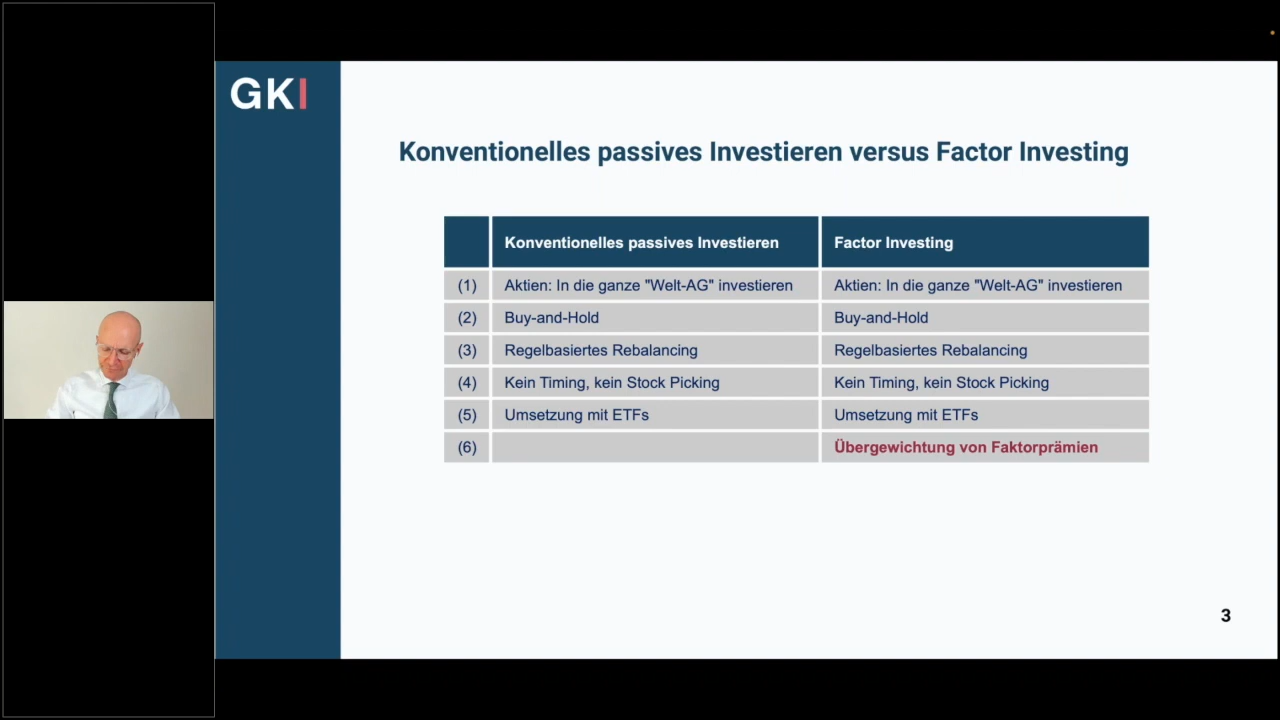 GKI
Konventionelles passives Investieren versus Factor Investing
Konventionelles passives Investieren Factor Investing
(1) Aktien: In die ganze "Welt-AG" investieren Aktien: In die ganze "Welt-AG" investieren
(2) Buy-and-Hold Buy-and-Hold
(3) Regelbasiertes Rebalancing Regelbasiertes Rebalancing
(4) Kein Timing, kein Stock Picking Kein Timing, kein Stock Picking
(5) Umsetzung mit ETFs Umsetzung mit ETFs
(6) Übergewichtung von Faktorprämien
3